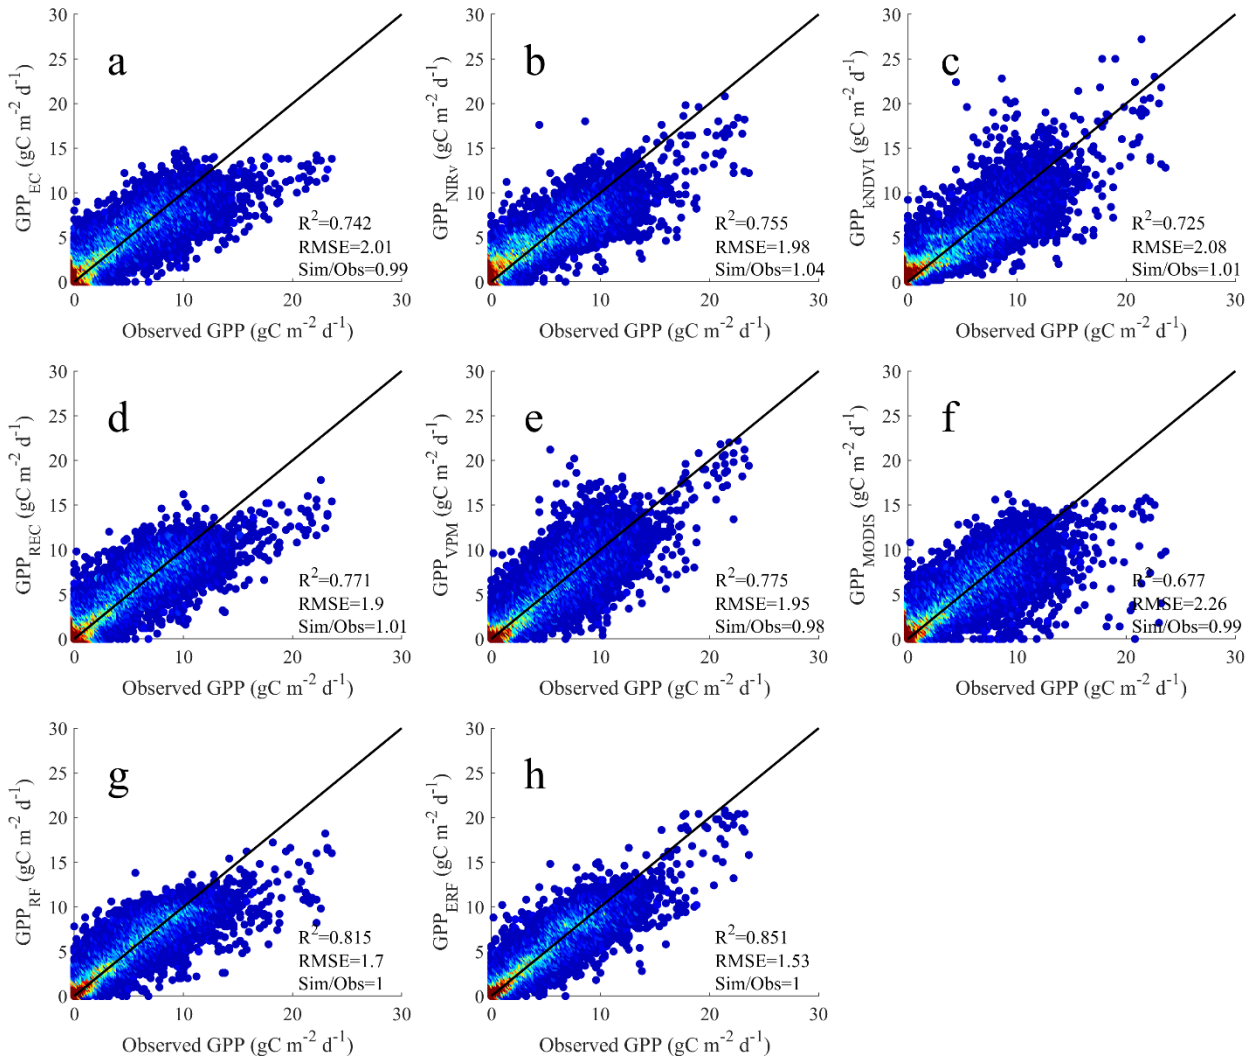 a
GPP_EC (gC m^-2 d^-1)
30
25
20
15
10
5
0
R^2=0.742
RMSE=2.01
Sim/Obs=0.99
0 10 20 30
Observed GPP (gC m^-2 d^-1)
b
GPP_NIRv (gC m^-2 d^-1)
30
25
20
15
10
5
0
R^2=0.755
RMSE=1.98
Sim/Obs=1.04
0 10 20 30
Observed GPP (gC m^-2 d^-1)
c
GPP_kNDVI (gC m^-2 d^-1)
30
25
20
15
10
5
0
R^2=0.725
RMSE=2.08
Sim/Obs=1.01
0 10 20 30
Observed GPP (gC m^-2 d^-1)
d
GPP_REC (gC m^-2 d^-1)
30
25
20
15
10
5
0
R^2=0.771
RMSE=1.9
Sim/Obs=1.01
0 10 20 30
Observed GPP (gC m^-2 d^-1)
e
GPP_VPM (gC m^-2 d^-1)
30
25
20
15
10
5
0
R^2=0.775
RMSE=1.95
Sim/Obs=0.98
0 10 20 30
Observed GPP (gC m^-2 d^-1)
f
GPP_MODIS (gC m^-2 d^-1)
30
25
20
15
10
5
0
R^2=0.677
RMSE=2.26
Sim/Obs=0.99
0 10 20 30
Observed GPP (gC m^-2 d^-1)
g
GPP_RF (gC m^-2 d^-1)
30
25
20
15
10
5
0
R^2=0.815
RMSE=1.7
Sim/Obs=1
0 10 20 30
Observed GPP (gC m^-2 d^-1)
h
GPP_ERF (gC m^-2 d^-1)
30
25
20
15
10
5
0
R^2=0.851
RMSE=1.53
Sim/Obs=1
0 10 20 30
Observed GPP (gC m^-2 d^-1)